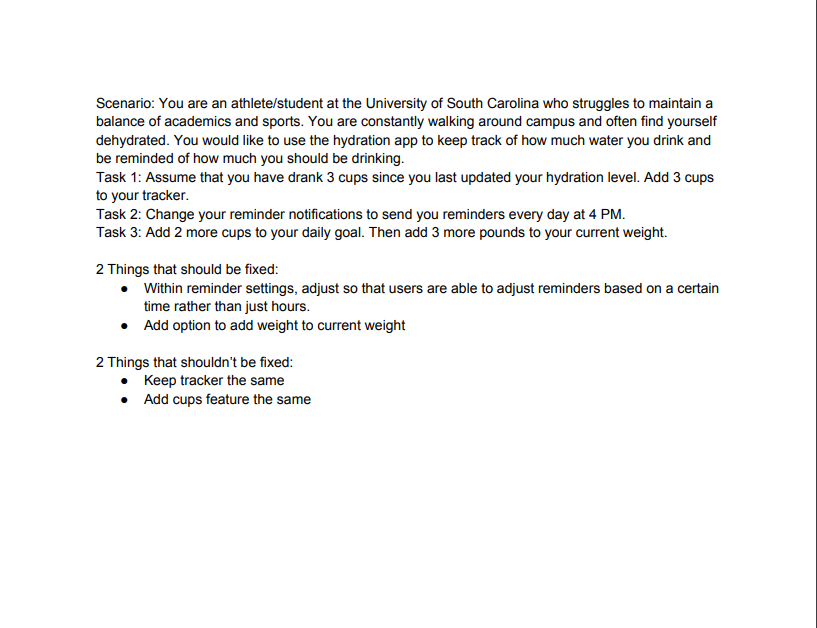 Scenario: You are an athlete/student at the University of South Carolina who struggles to maintain a
balance of academics and sports. You are constantly walking around campus and often find yourself
dehydrated. You would like to use the hydration app to keep track of how much water you drink and
be reminded of how much you should be drinking.
Task 1: Assume that you have drank 3 cups since you last updated your hydration level. Add 3 cups
to your tracker.
Task 2: Change your reminder notifications to send you reminders every day at 4 PM.
Task 3: Add 2 more cups to your daily goal. Then add 3 more pounds to your current weight.
2 Things that should be fixed:
● Within reminder settings, adjust so that users are able to adjust reminders based on a certain
time rather than just hours.
● Add option to add weight to current weight
2 Things that shouldn’t be fixed:
● Keep tracker the same
● Add cups feature the same